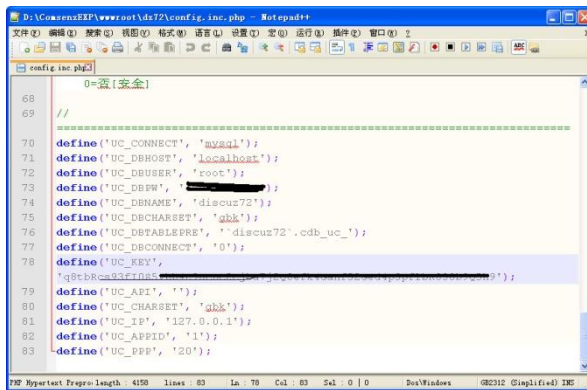 D:\ComsenzEXP\wwwroot\dz72\config.inc.php - Notepad++
文件(F) 编辑(E) 搜索(S) 视图(V) 格式(M) 语言(L) 设置(T) 宏(O) 运行(R) 插件(P) 窗口(W) ?
config.inc.php
0=否[安全]
68
69 //
==============================================================================
70 define('UC_CONNECT', 'mysql');
71 define('UC_DBHOST', 'localhost');
72 define('UC_DBUSER', 'root');
73 define('UC_DBPW', '');
74 define('UC_DBNAME', 'discuz72');
75 define('UC_DBCHARSET', 'gbk');
76 define('UC_DBTABLEPRE', '`discuz72`.cdb_uc_');
77 define('UC_DBCONNECT', '0');
78 define('UC_KEY',
');
79 define('UC_API', '');
80 define('UC_CHARSET', 'gbk');
81 define('UC_IP', '127.0.0.1');
82 define('UC_APPID', '1');
83 define('UC_PPP', '20');
PHP Hypertext Prepro length : 4158 lines : 83 Ln : 78 Col : 83 Sel : 0 | 0 Dos\Windows GB2312 (Simplified) INS